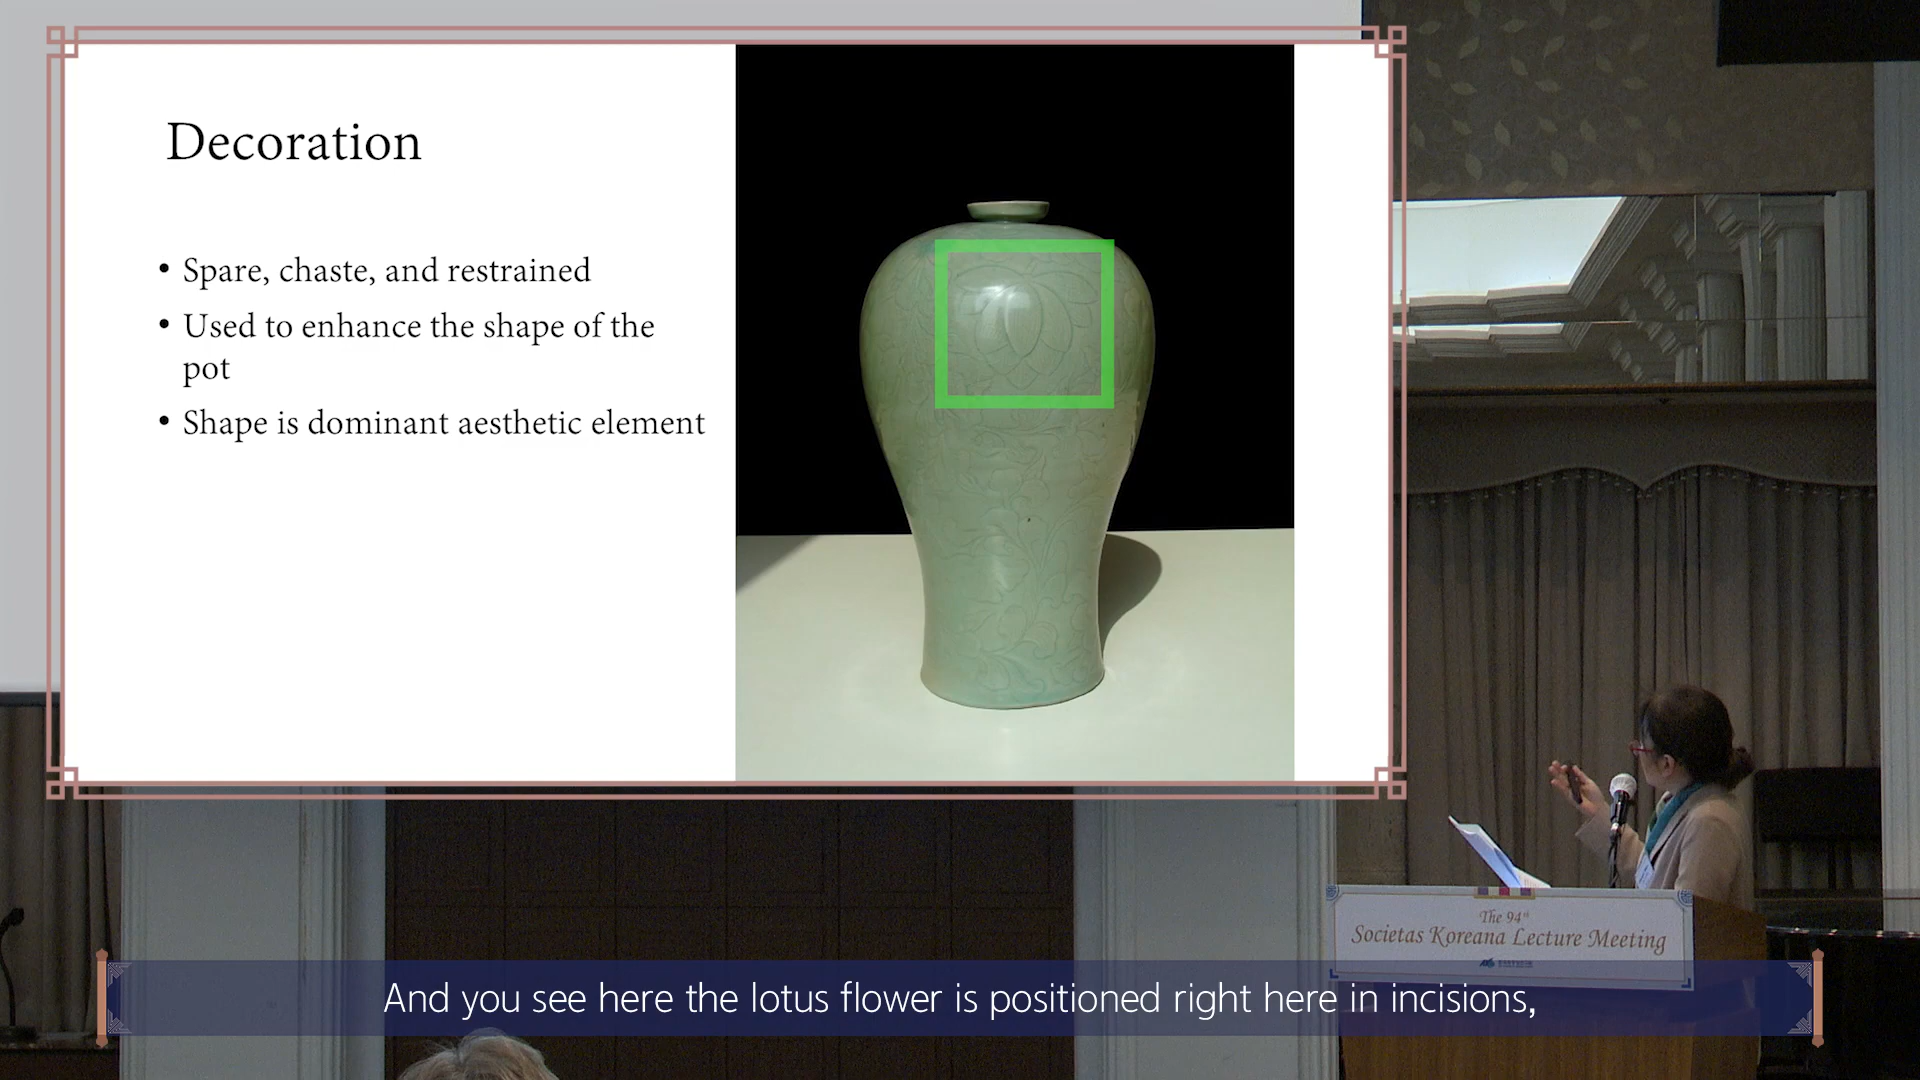 Decoration
• Spare, chaste, and restrained
• Used to enhance the shape of the
pot
• Shape is dominant aesthetic element
The 94th
Societas Koreana Lecture Meeting
And you see here the lotus flower is positioned right here in incisions,